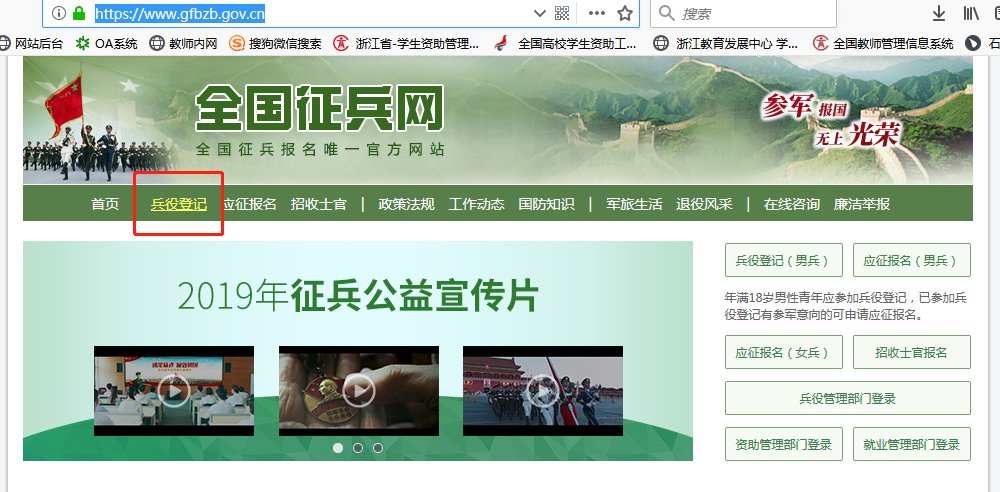 https://www.gfbzb.gov.cn
搜索
网站后台 OA系统 教师内网 搜狗微信搜索 浙江省-学生资助管理... 全国高校学生资助工... 浙江教育发展中心 学... 全国教师管理信息系统 石
全国征兵网
全国征兵报名唯一官方网站
参军 报国
无上 光荣
首页 兵役登记 应征报名 招收士官 | 政策法规 工作动态 国防知识 | 军旅生活 退役风采 | 在线咨询 廉洁举报
2019年征兵公益宣传片
兵役登记（男兵） 应征报名（男兵）
年满18岁男性青年应参加兵役登记，已参加兵
役登记有参军意向的可申请应征报名。
应征报名（女兵） 招收士官报名
兵役管理部门登录
资助管理部门登录 就业管理部门登录